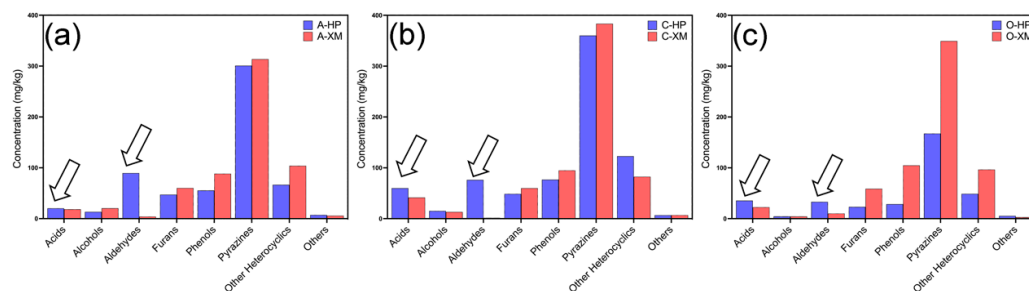 (a)
A-HP
A-XM
Concentration (mg/kg)
400
300
200
100
0
Acids
Alcohols
Aldehydes
Furans
Phenols
Pyrazines
Other Heterocyclics
Others
(b)
C-HP
C-XM
Concentration (mg/kg)
400
300
200
100
0
Acids
Alcohols
Aldehydes
Furans
Phenols
Pyrazines
Other Heterocyclics
Others
(c)
O-HP
O-XM
Concentration (mg/kg)
400
300
200
100
0
Acids
Alcohols
Aldehydes
Furans
Phenols
Pyrazines
Other Heterocyclics
Others